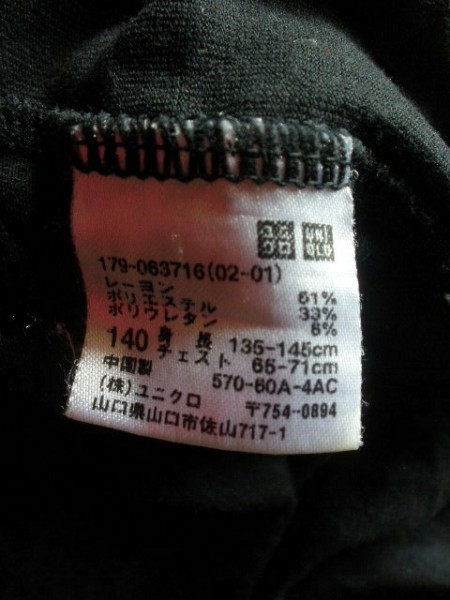 ユニ クロ UNI QLO
179-063716(02-01)
レーヨン 61%
ポリエステル 33%
ポリウレタン 6%
140 身長 135-145cm
チェスト 65-71cm
中国製 570-60A-4AC
(株)ユニクロ 〒754-0894
山口県山口市佐山717-1